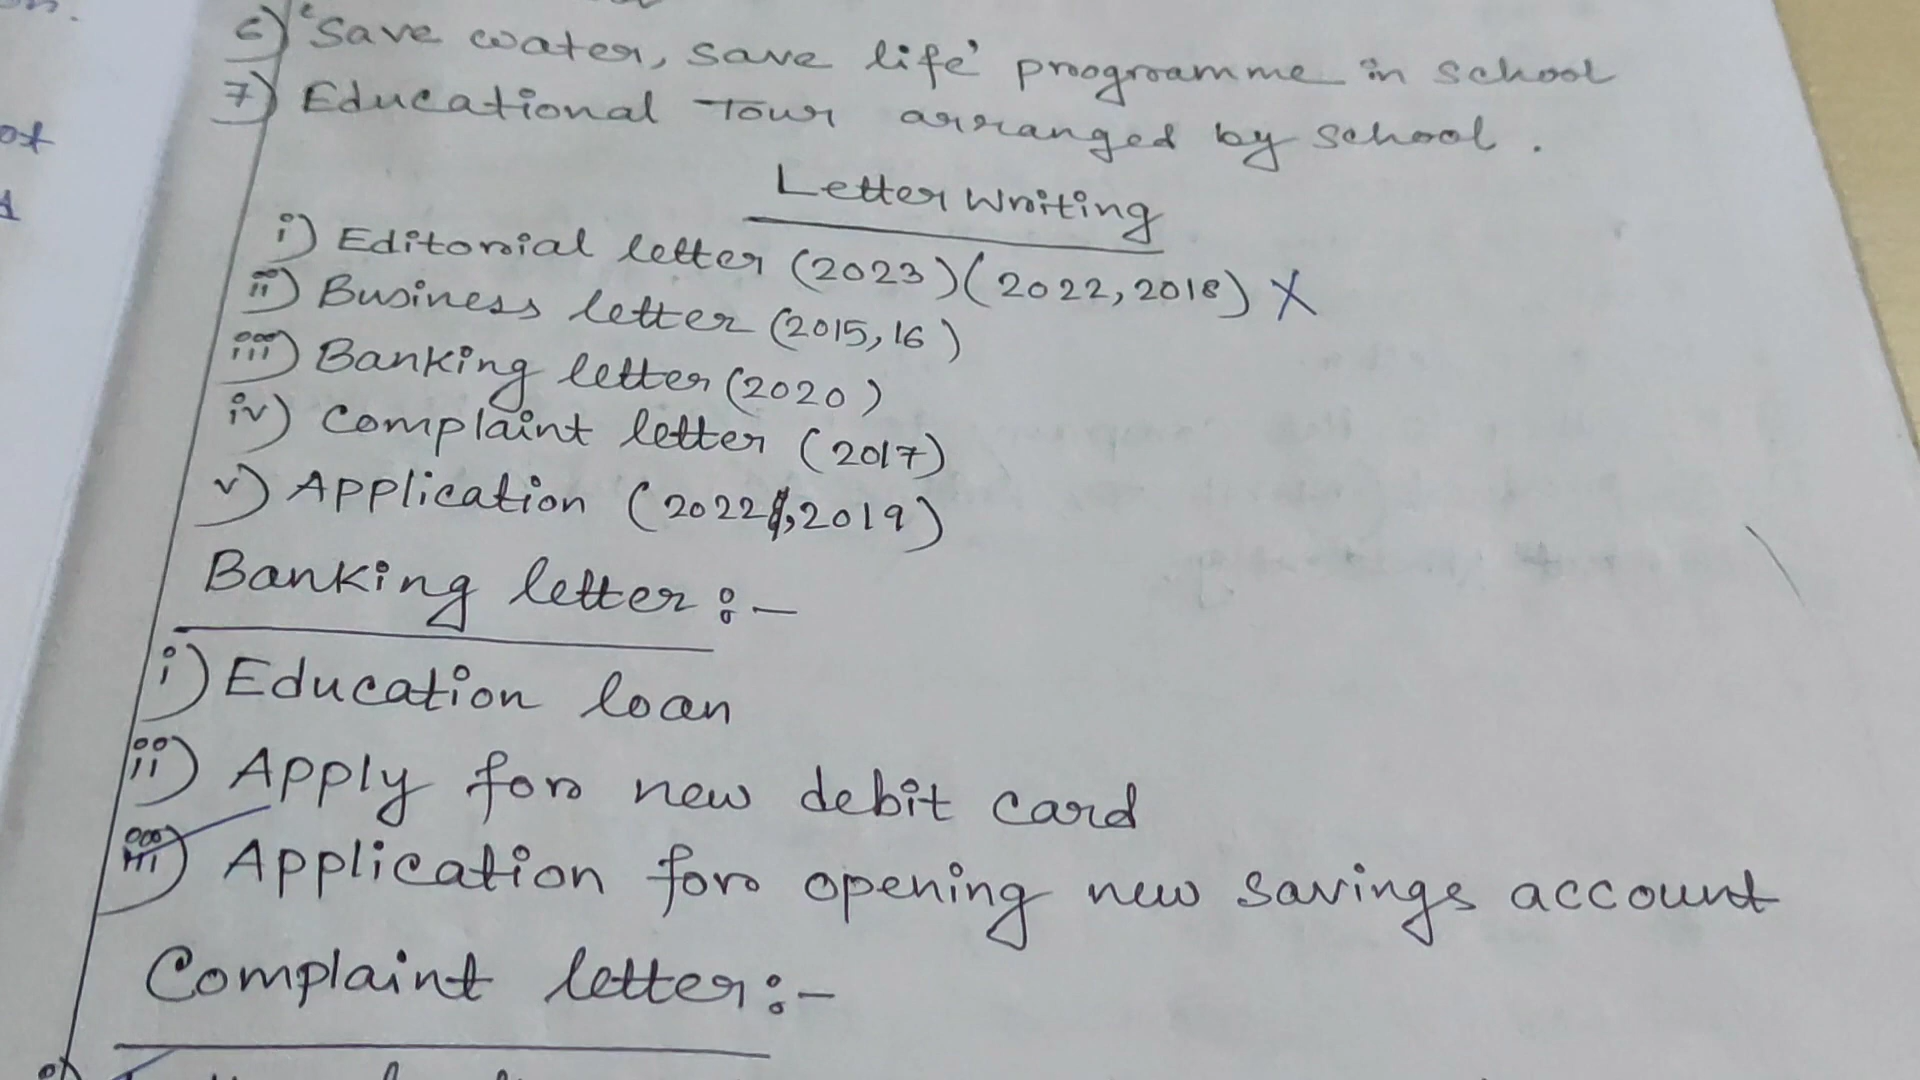 6) 'Save water, save life' programme in school
7) Educational Tour arranged by school.
Letter Writing
i) Editorial letter (2023)(2022, 2018) X
ii) Business letter (2015, 16)
iii) Banking letter (2020)
iv) Complaint letter (2017)
v) Application (2022, 2019)
Banking letter :-
i) Education loan
ii) Apply for new debit card
iii) Application for opening new savings account
Complaint letter :-